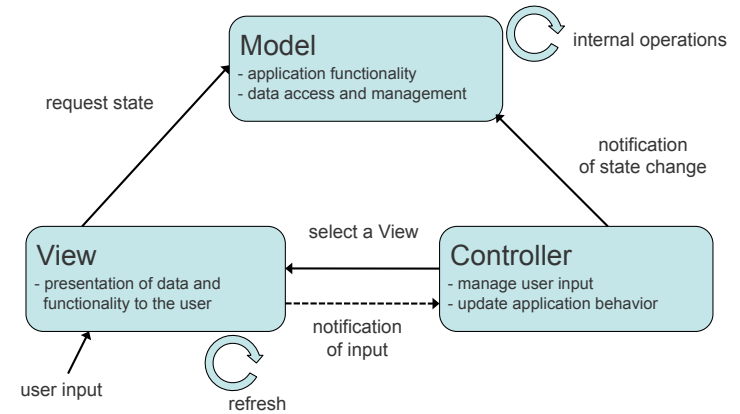 Model
- application functionality
- data access and management
internal operations
request state
notification
of state change
select a View
View
- presentation of data and
functionality to the user
Controller
- manage user input
- update application behavior
notification
of input
user input
refresh